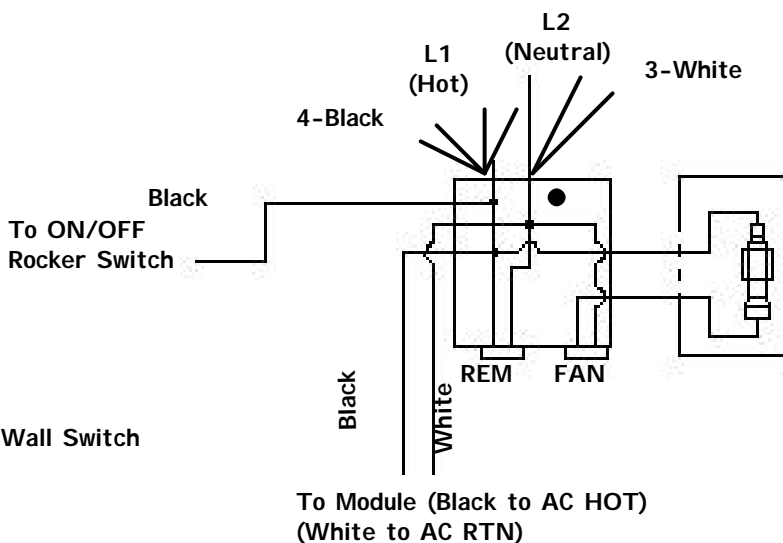 L2
(Neutral)
L1
(Hot)
3-White
4-Black
Black
To ON/OFF
Rocker Switch
REM
FAN
Black
White
Wall Switch
To Module (Black to AC HOT)
(White to AC RTN)